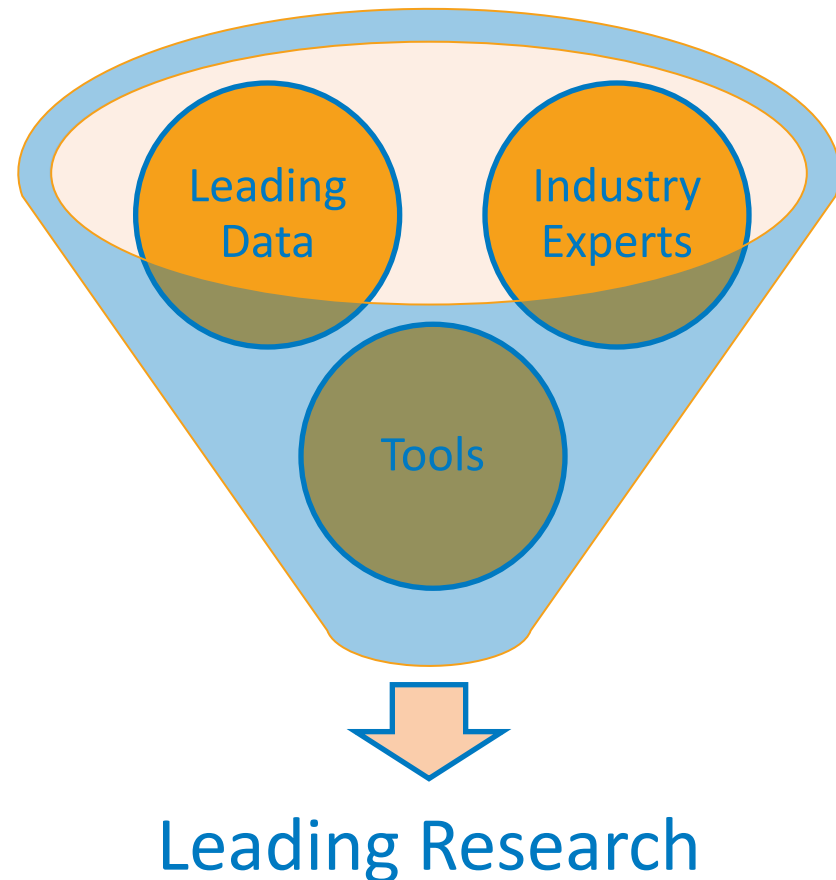 Leading
Data
Industry
Experts
Tools
Leading Research